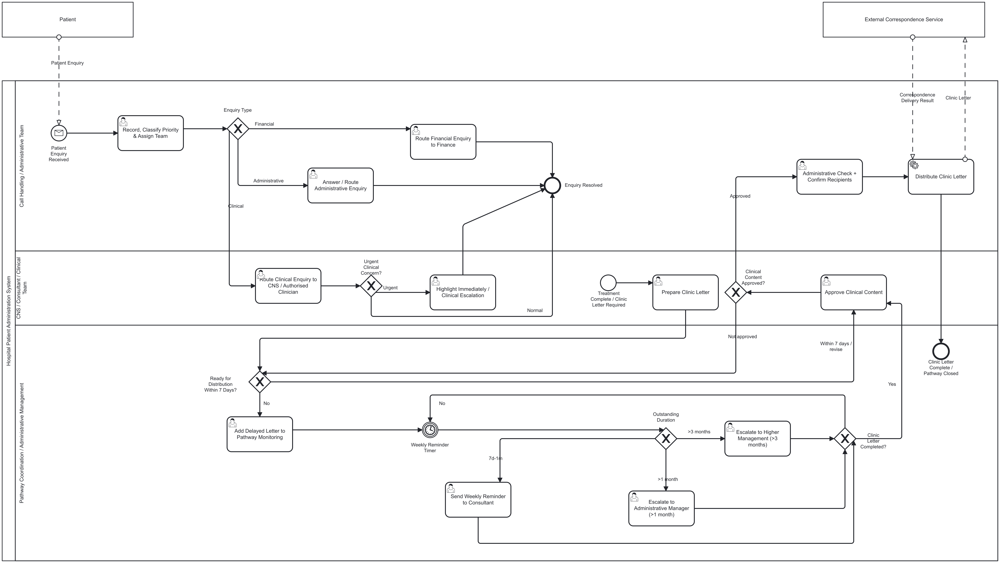 Patient
External Correspondence Service
Patient Enquiry
Correspondence
Delivery Result
Clinic Letter
Hospital Patient Administration System
Call Handling / Administrative Team
Patient
Enquiry
Received
Record, Classify Priority
& Assign Team
Enquiry Type
Financial
Route Financial Enquiry
to Finance
Administrative
Answer / Route
Administrative Enquiry
Clinical
Enquiry Resolved
Approved
Administrative Check +
Confirm Recipients
Distribute Clinic Letter
CNS / Consultant / Clinical
Team
Route Clinical Enquiry to
CNS / Authorised
Clinician
Urgent
Clinical
Concern?
Urgent
Highlight Immediately /
Clinical Escalation
Normal
Treatment
Complete / Clinic
Letter Required
Prepare Clinic Letter
Clinical
Content
Approved?
Approve Clinical Content
Pathway Coordination / Administrative Management
Not approved
Within 7 days /
revise
Clinic Letter
Complete /
Pathway Closed
Ready for
Distribution
Within 7 Days?
No
Yes
Add Delayed Letter to
Pathway Monitoring
No
Weekly Reminder
Timer
Outstanding
Duration
>3 months
Escalate to Higher
Management (>3
months)
Clinic
Letter
Completed?
7d-1m
>1 month
Send Weekly Reminder
to Consultant
Escalate to
Administrative Manager
(>1 month)